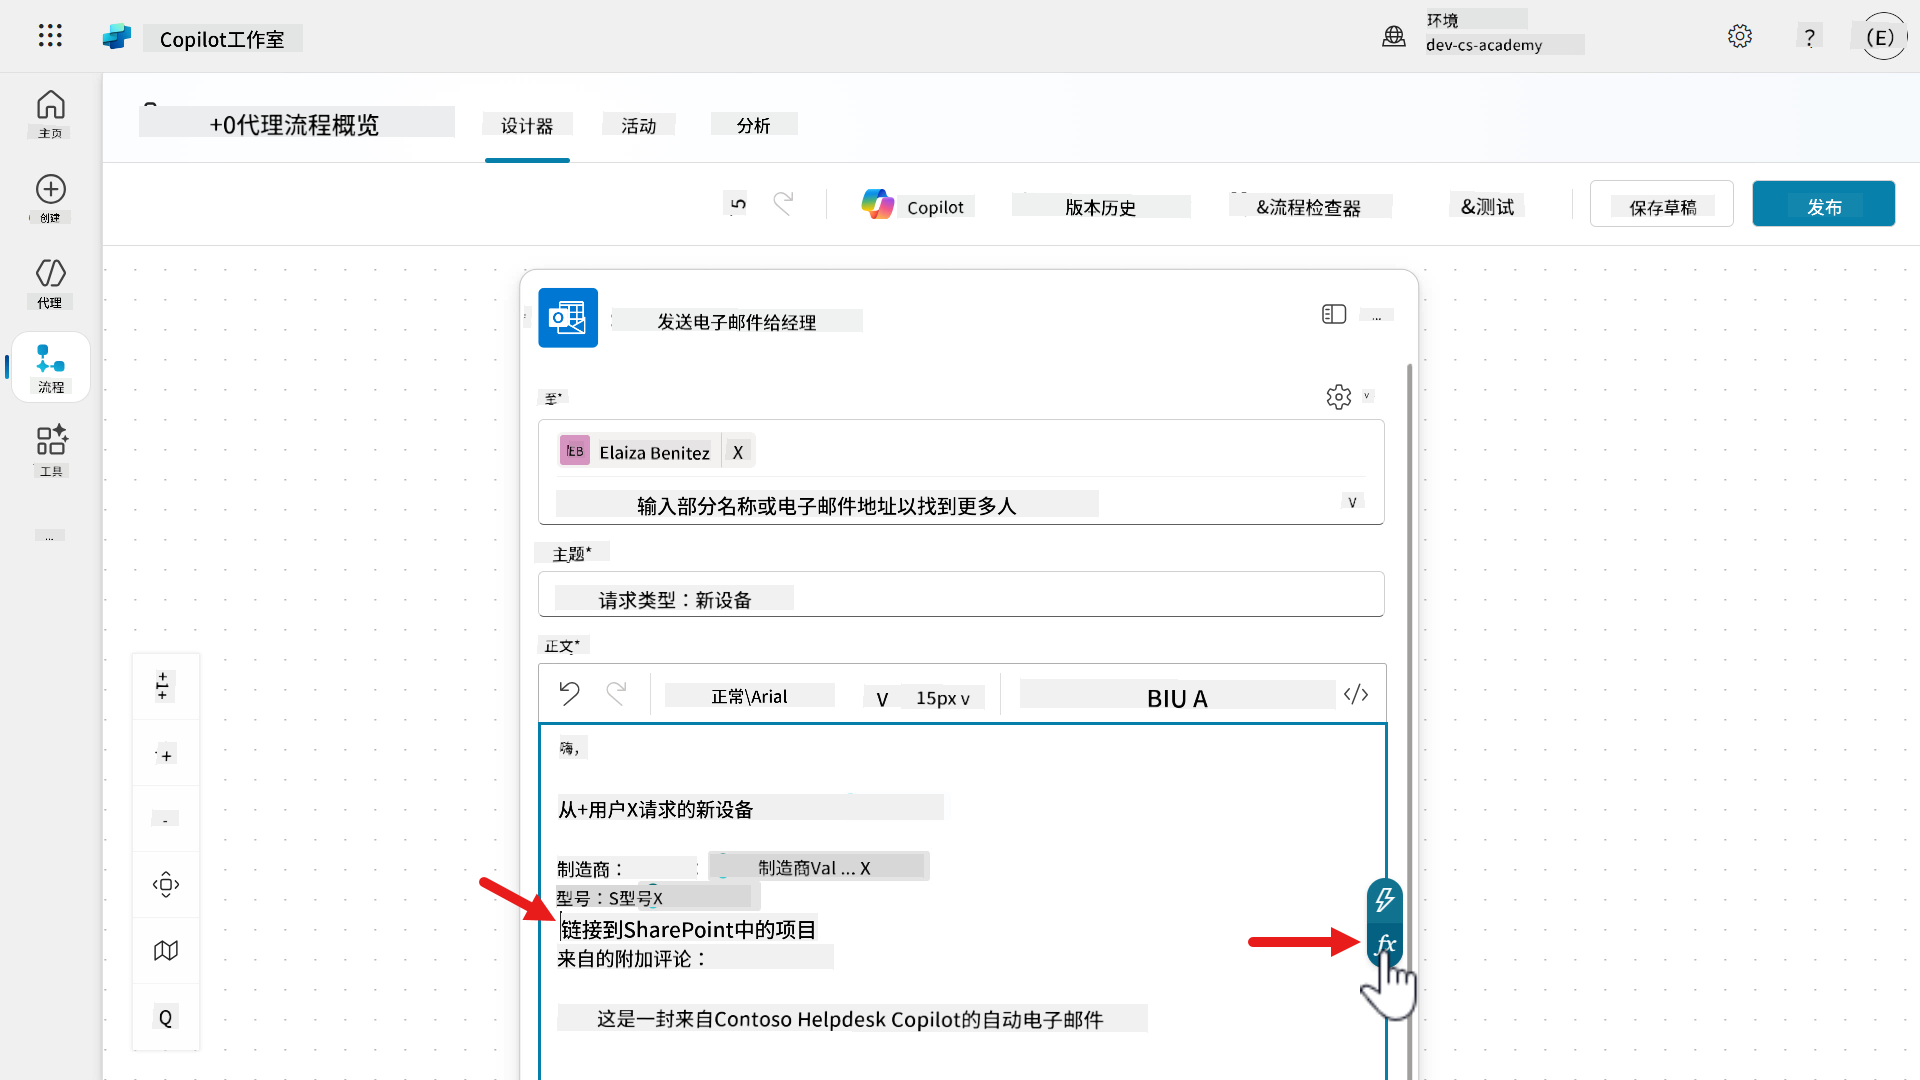 Copilot工作室
环境
dev-cs-academy
?
(E)
+0代理流程概览
设计器
活动
分析
Copilot
版本历史
&流程检查器
&测试
保存草稿
发布
主页
创建
代理
流程
工具
...
发送电子邮件给经理
...
至*
EB
Elaiza Benitez
X
输入部分名称或电子邮件地址以找到更多人
主题*
请求类型：新设备
正文*
正常\Arial
15px v
BIU A
</>
嗨，
从+用户X请求的新设备
制造商：
制造商Val ... X
型号：S型号X
链接到SharePoint中的项目
来自的附加评论：
这是一封来自Contoso Helpdesk Copilot的自动电子邮件
fx
+
-
Q